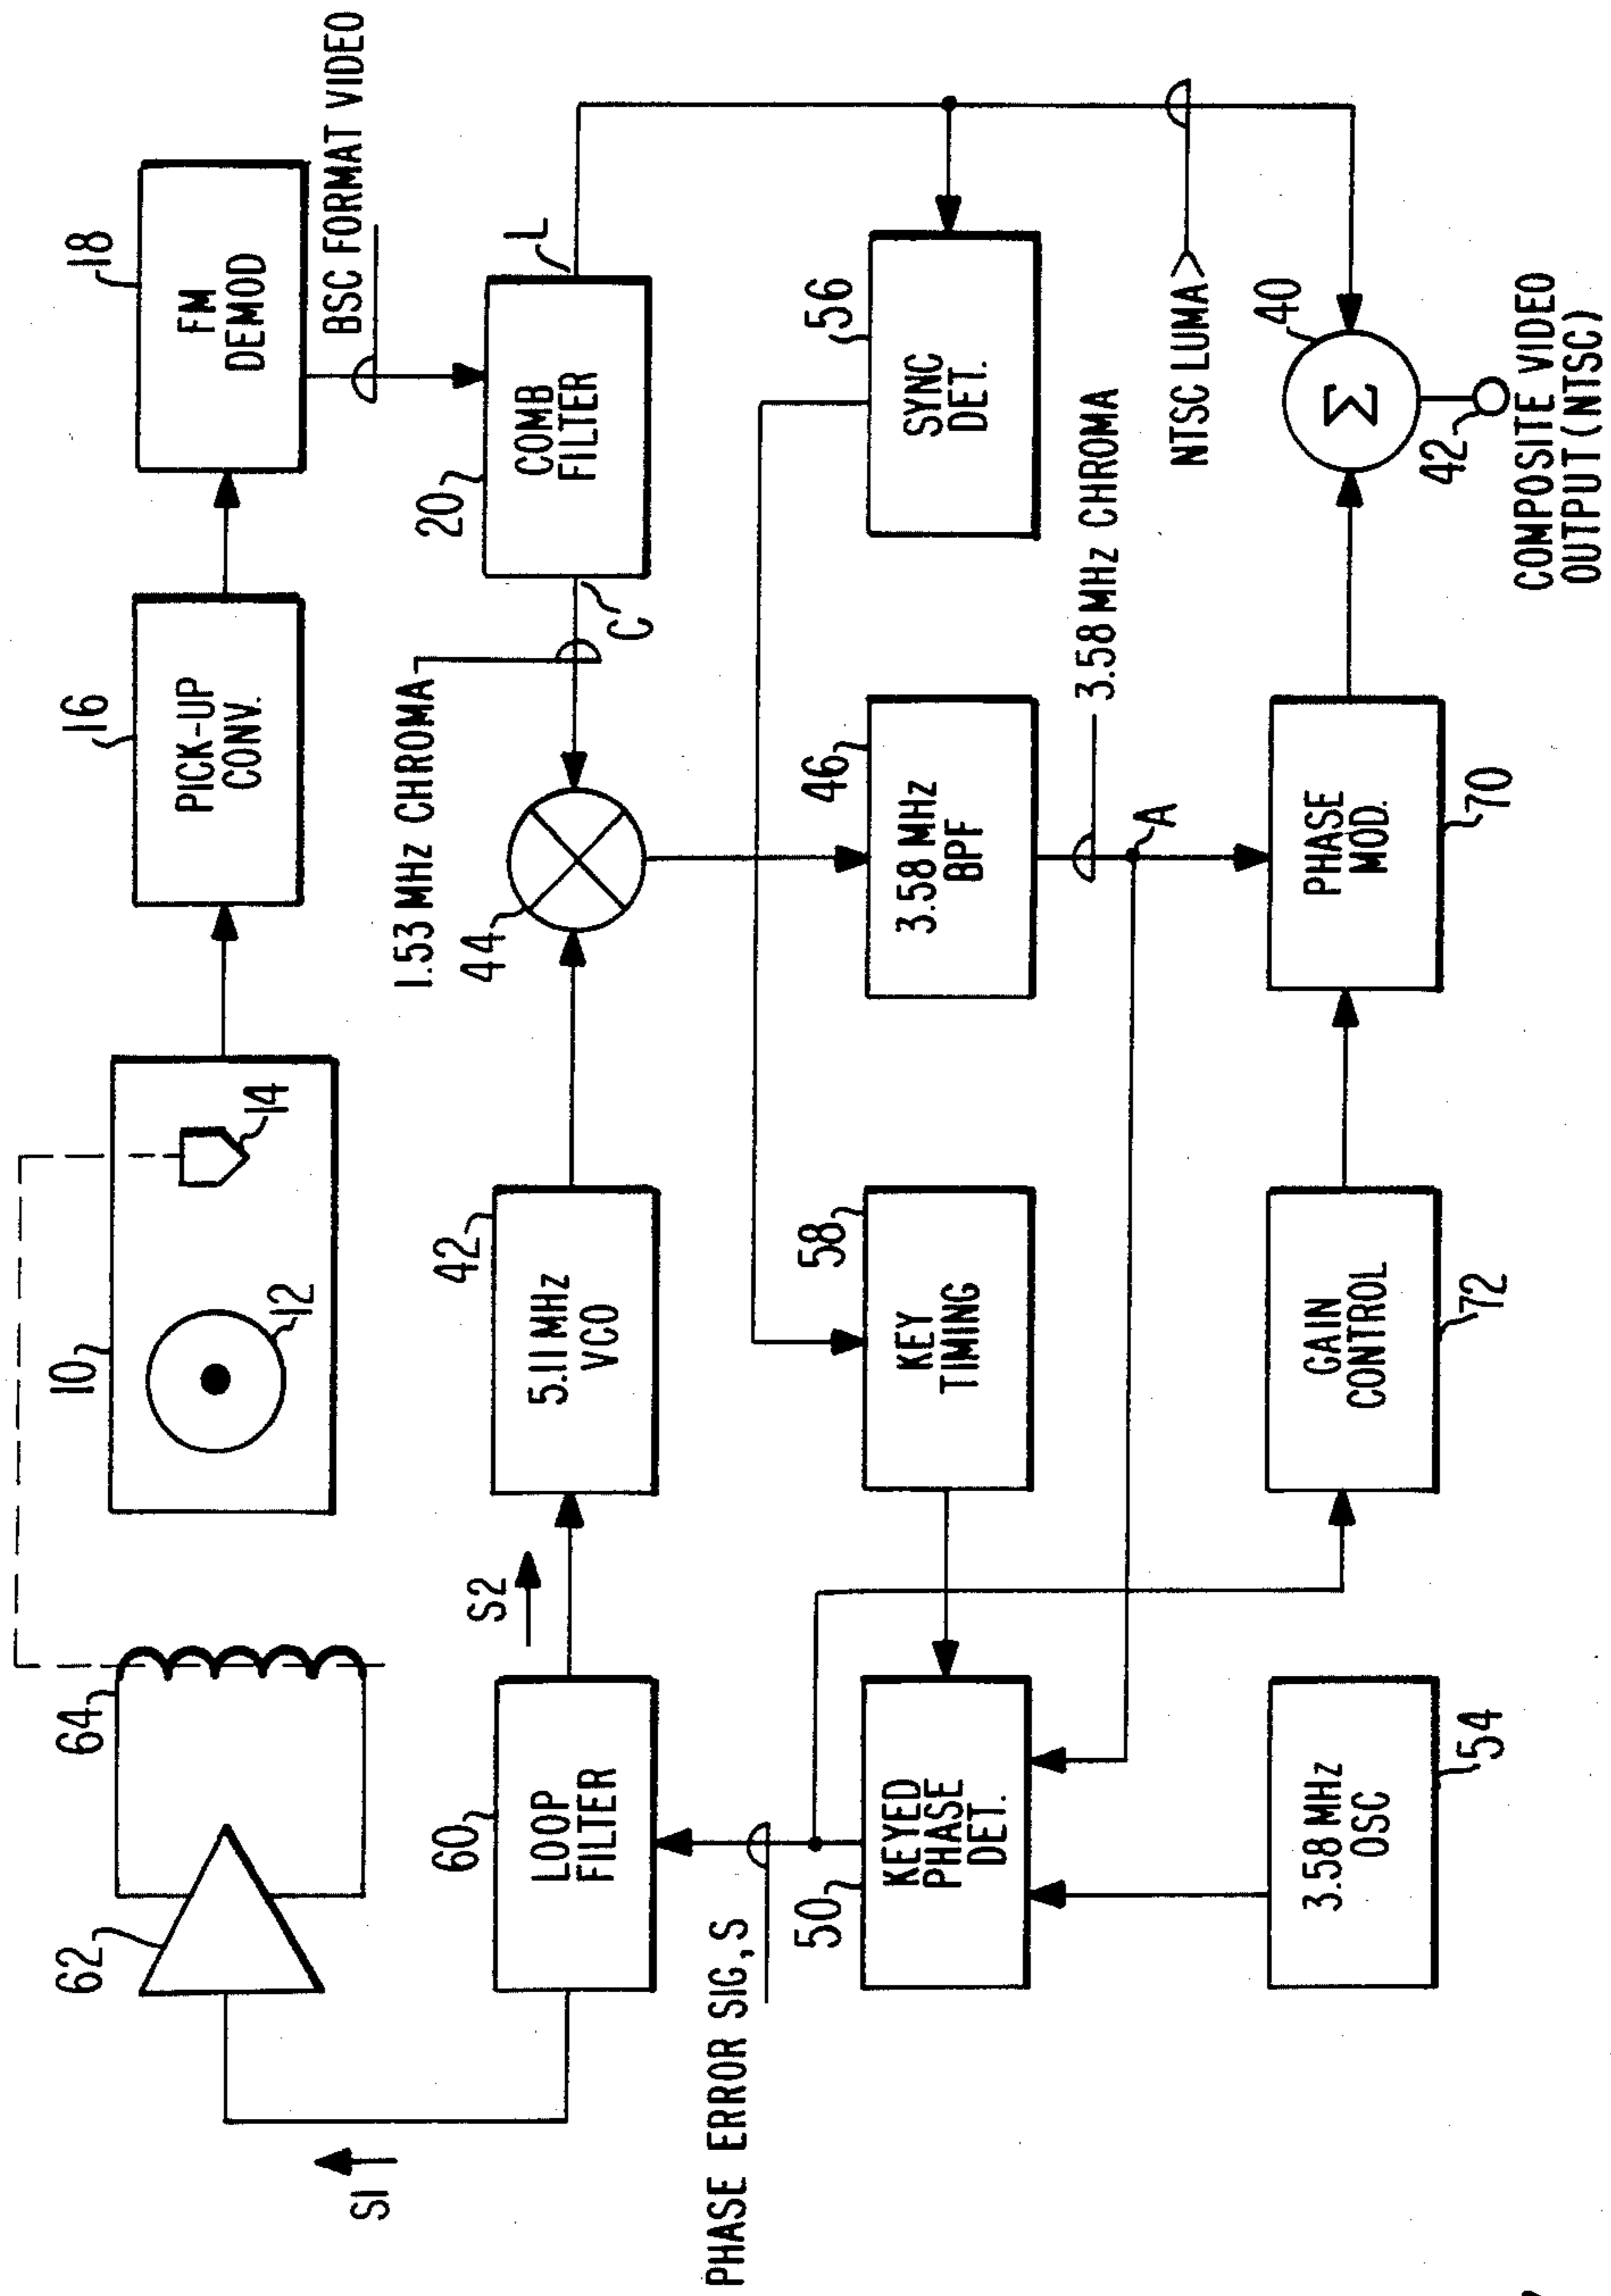 64
62
S1
10
12
14
16
PICK-UP
CONV.
18
FM
DEMOD
BSC FORMAT VIDEO
60
LOOP
FILTER
S2
42
5.11 MHz
VCO
44
1.53 MHz CHROMA
C
20
COMB
FILTER
L
PHASE ERROR SIG,S
50
KEYED
PHASE
DET.
58
KEY
TIMING
46
3.58 MHz
BPF
56
SYNC
DET.
3.58 MHz CHROMA
A
NTSC LUMA
54
3.58 MHz
OSC
72
GAIN
CONTROL
70
PHASE
MOD.
40
Σ
42
COMPOSITE VIDEO
OUTPUT (NTSC)